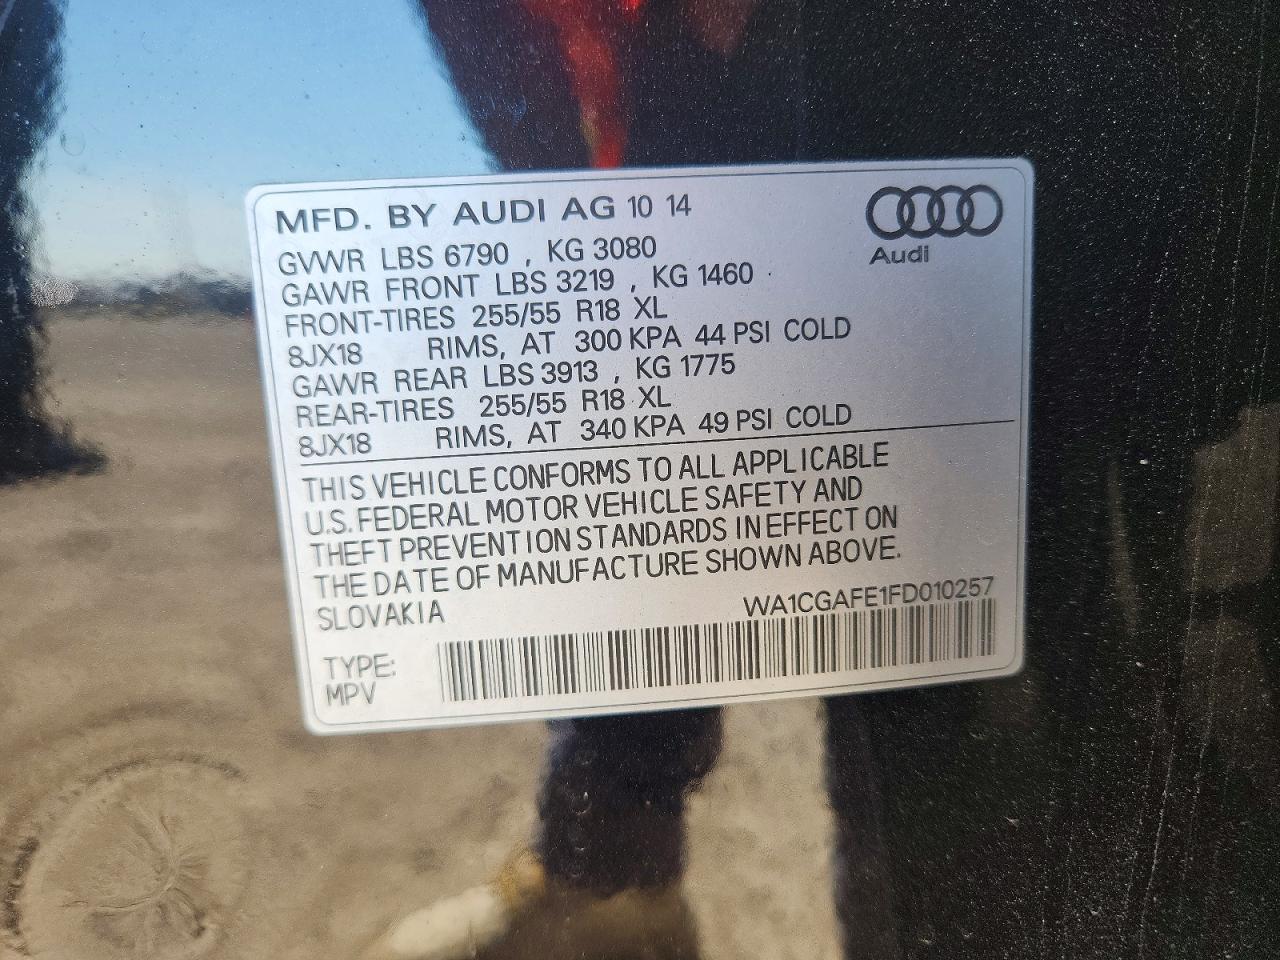 MFD. BY AUDI AG 10 14
Audi
GVWR LBS 6790 , KG 3080
GAWR FRONT LBS 3219 , KG 1460
FRONT-TIRES 255/55 R18 XL
8JX18 RIMS, AT 300 KPA 44 PSI COLD
GAWR REAR LBS 3913 , KG 1775
REAR-TIRES 255/55 R18 XL
8JX18 RIMS, AT 340 KPA 49 PSI COLD
THIS VEHICLE CONFORMS TO ALL APPLICABLE
U.S. FEDERAL MOTOR VEHICLE SAFETY AND
THEFT PREVENTION STANDARDS IN EFFECT ON
THE DATE OF MANUFACTURE SHOWN ABOVE.
SLOVAKIA WA1CGAFE1FD010257
TYPE:
MPV